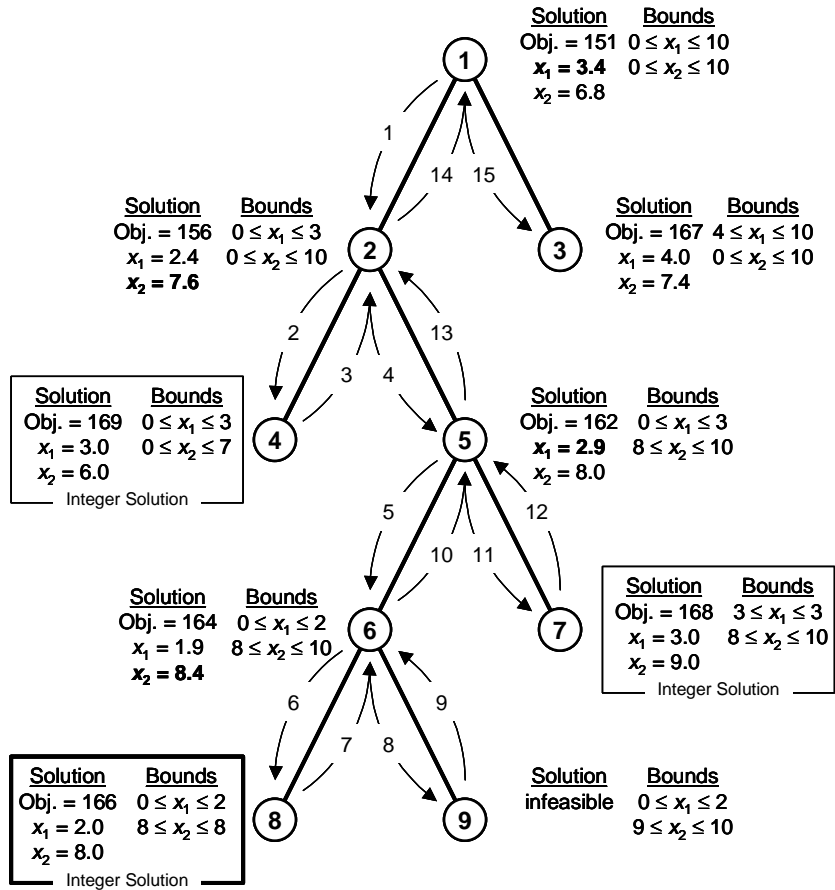 Solution Bounds
Obj. = 151 0 ≤ x₁ ≤ 10
x₁ = 3.4 0 ≤ x₂ ≤ 10
x₂ = 6.8
1
1
14
15
Solution Bounds
Obj. = 156 0 ≤ x₁ ≤ 3
x₁ = 2.4 0 ≤ x₂ ≤ 10
x₂ = 7.6
2
3
Solution Bounds
Obj. = 167 4 ≤ x₁ ≤ 10
x₁ = 4.0 0 ≤ x₂ ≤ 10
x₂ = 7.4
2
3
4
13
Solution Bounds
Obj. = 169 0 ≤ x₁ ≤ 3
x₁ = 3.0 0 ≤ x₂ ≤ 7
x₂ = 6.0
Integer Solution
4
5
Solution Bounds
Obj. = 162 0 ≤ x₁ ≤ 3
x₁ = 2.9 8 ≤ x₂ ≤ 10
x₂ = 8.0
5
10
11
12
Solution Bounds
Obj. = 164 0 ≤ x₁ ≤ 2
x₁ = 1.9 8 ≤ x₂ ≤ 10
x₂ = 8.4
6
7
Solution Bounds
Obj. = 168 3 ≤ x₁ ≤ 3
x₁ = 3.0 8 ≤ x₂ ≤ 10
x₂ = 9.0
Integer Solution
6
7
8
9
Solution Bounds
Obj. = 166 0 ≤ x₁ ≤ 2
x₁ = 2.0 8 ≤ x₂ ≤ 8
x₂ = 8.0
Integer Solution
8
9
Solution Bounds
infeasible 0 ≤ x₁ ≤ 2
9 ≤ x₂ ≤ 10